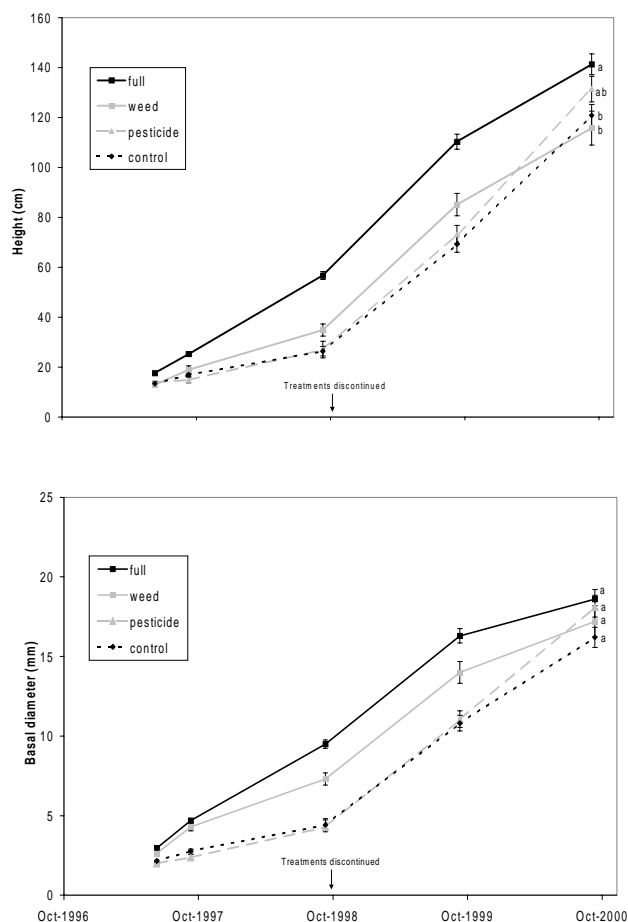 160
140
120
100
80
60
40
20
0
Height (cm)
full
weed
pesticide
control
a
ab
b
b
Treatments discontinued
25
20
15
10
5
0
Basal diameter (mm)
full
weed
pesticide
control
a
a
a
a
Treatments discontinued
Oct-1996 Oct-1997 Oct-1998 Oct-1999 Oct-2000